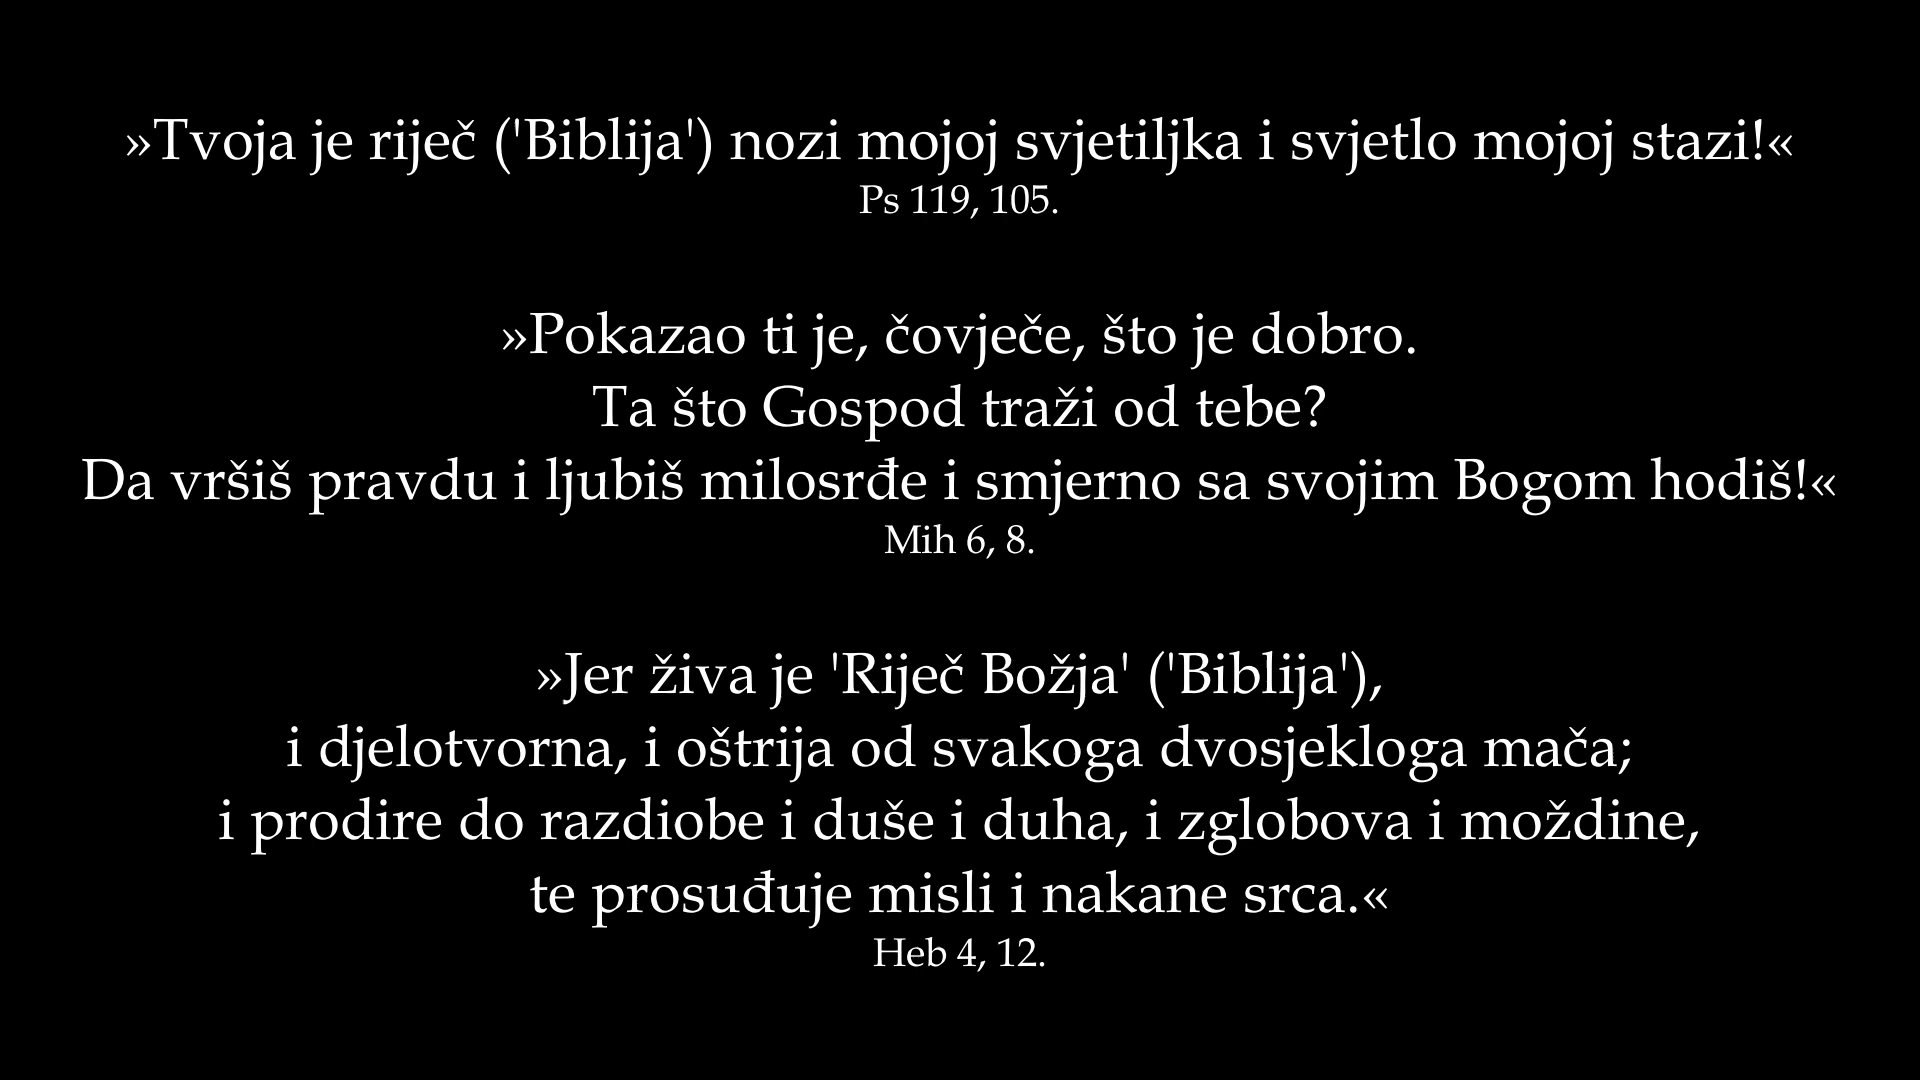 »Tvoja je riječ ('Biblija') nozi mojoj svjetiljka i svjetlo mojoj stazi!«
Ps 119, 105.
»Pokazao ti je, čovječe, što je dobro.
Ta što Gospod traži od tebe?
Da vršiš pravdu i ljubiš milosrđe i smjerno sa svojim Bogom hodiš!«
Mih 6, 8.
»Jer živa je 'Riječ Božja' ('Biblija'),
i djelotvorna, i oštrija od svakoga dvosjekloga mača;
i prodire do razdiobe i duše i duha, i zglobova i moždine,
te prosuđuje misli i nakane srca.«
Heb 4, 12.